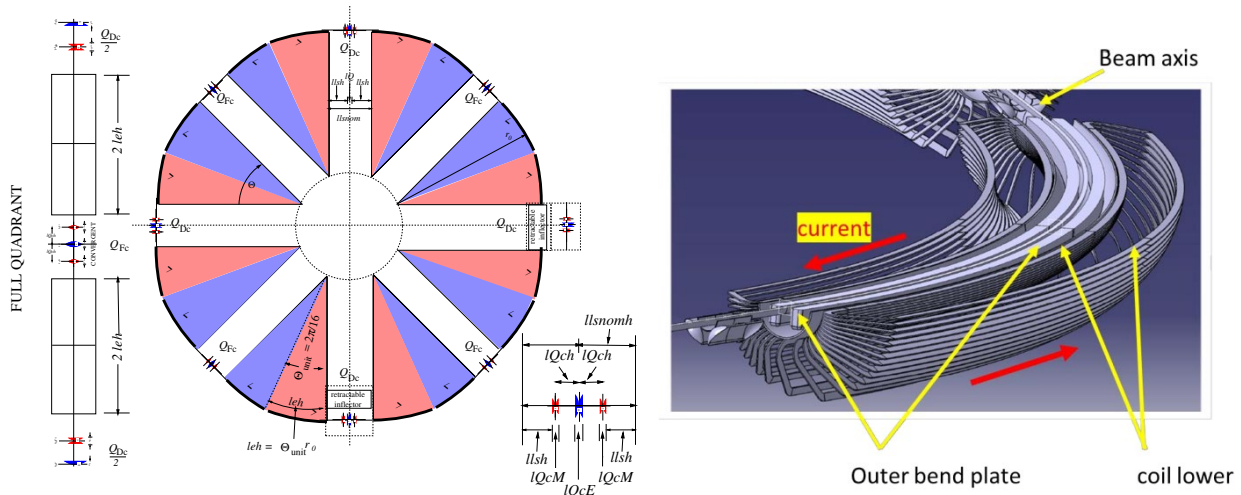 Q_Dc
2
2 leh
FULL QUADRANT
CONVERGENT
Q_Fc
2 leh
Q_Dc
2
Q_Dc
lQ
llsh
llsh
llsnom
Q_Fc
Q_Fc
r_0
Θ
Q_Dc
Q_Dc
retractable
inflector
Q_Fc
Q_Fc
Θ_unit = 2π/16
leh
Q_Dc
retractable
inflector
leh = Θ_unit r_0
llsnomh
lQch
lQch
llsh
llsh
lQcM
lQcM
lQcE
Beam axis
current
Outer bend plate
coil lower